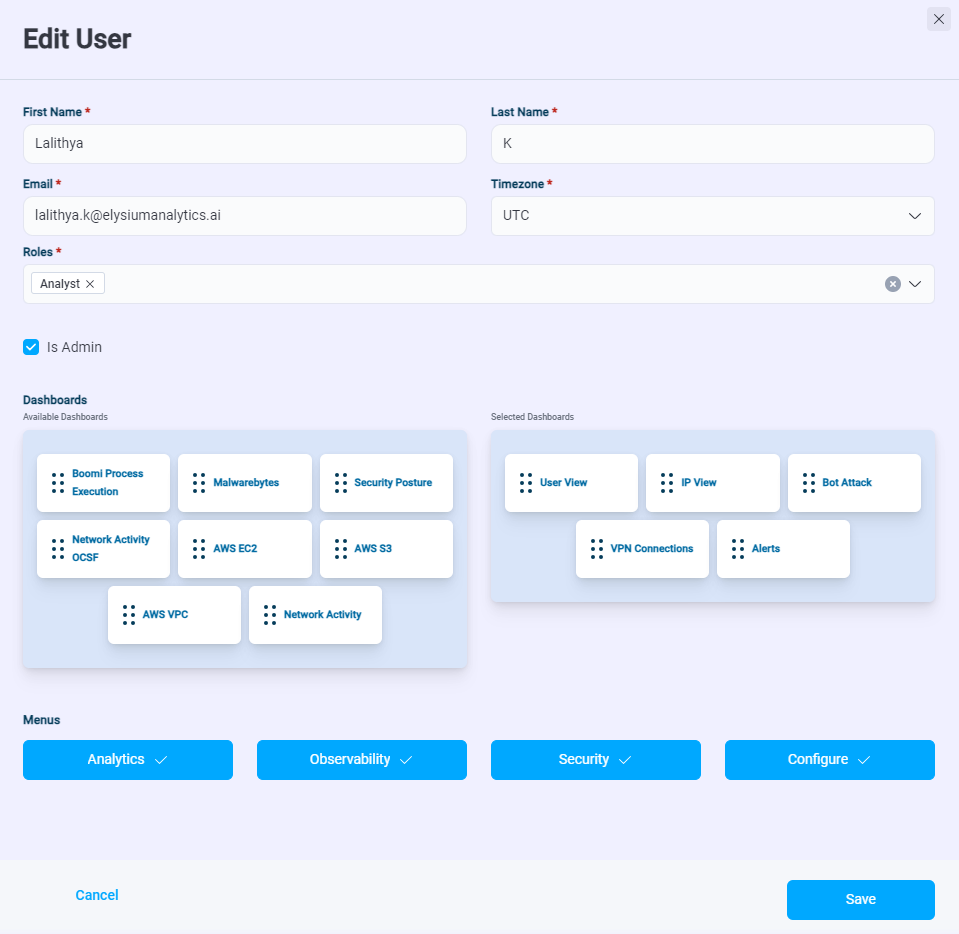 Edit User
First Name *
Last Name *
Lalithya
K
Email *
Timezone *
lalithya.k@elysiumanalytics.ai
UTC
Roles *
Analyst
Is Admin
Dashboards
Available Dashboards
Selected Dashboards
Boomi Process
Execution
Malwarebytes
Security Posture
Network Activity
OCSF
AWS EC2
AWS S3
AWS VPC
Network Activity
User View
IP View
Bot Attack
VPN Connections
Alerts
Menus
Analytics
Observability
Security
Configure
Cancel
Save